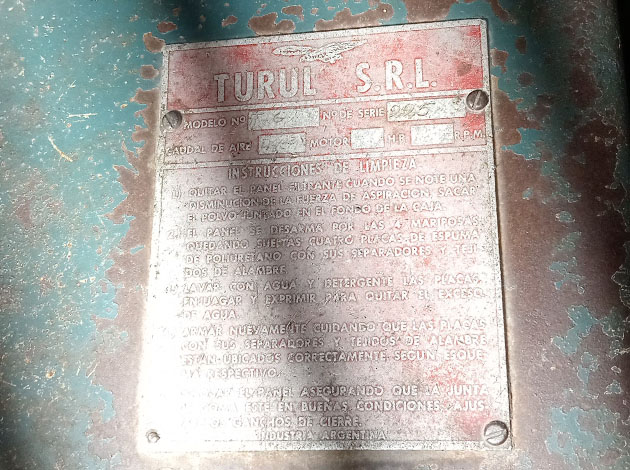 TURUL S.R.L.
MODELO Nº Nº DE SERIE
CAUDAL DE AIRE MOTOR H.P. R.P.M.
INSTRUCCIONES DE LIMPIEZA
QUITAR EL PANEL FILTRANTE CUANDO SE NOTE UNA
DISMINUCION DE LA FUERZA DE ASPIRACION, SACAR
EL POLVO JUNTADO EN EL FONDO DE LA CAJA.
EL PANEL SE DESARMA POR LAS 4 MARIPOSAS,
QUEDANDO SUELTAS CUATRO PLACAS DE ESPUMA
DE POLIURETANO CON SUS SEPARADORES Y TEJI-
DOS DE ALAMBRE
LAVAR CON AGUA Y DETERGENTE LAS PLACAS,
ENJUAGAR Y EXPRIMIR PARA QUITAR EL EXCESO
DE AGUA
ARMAR NUEVAMENTE CUIDANDO QUE LAS PLACAS
CON SUS SEPARADORES Y TEJIDOS DE ALAMBRE
ESTEN UBICADOS CORRECTAMENTE, SEGUN ESQUE-
MA RESPECTIVO.
EL PANEL ASEGURANDO QUE LA JUNTA
ESTE EN BUENAS CONDICIONES, AJUS-
GANCHOS DE CIERRE.
INDUSTRIA ARGENTINA